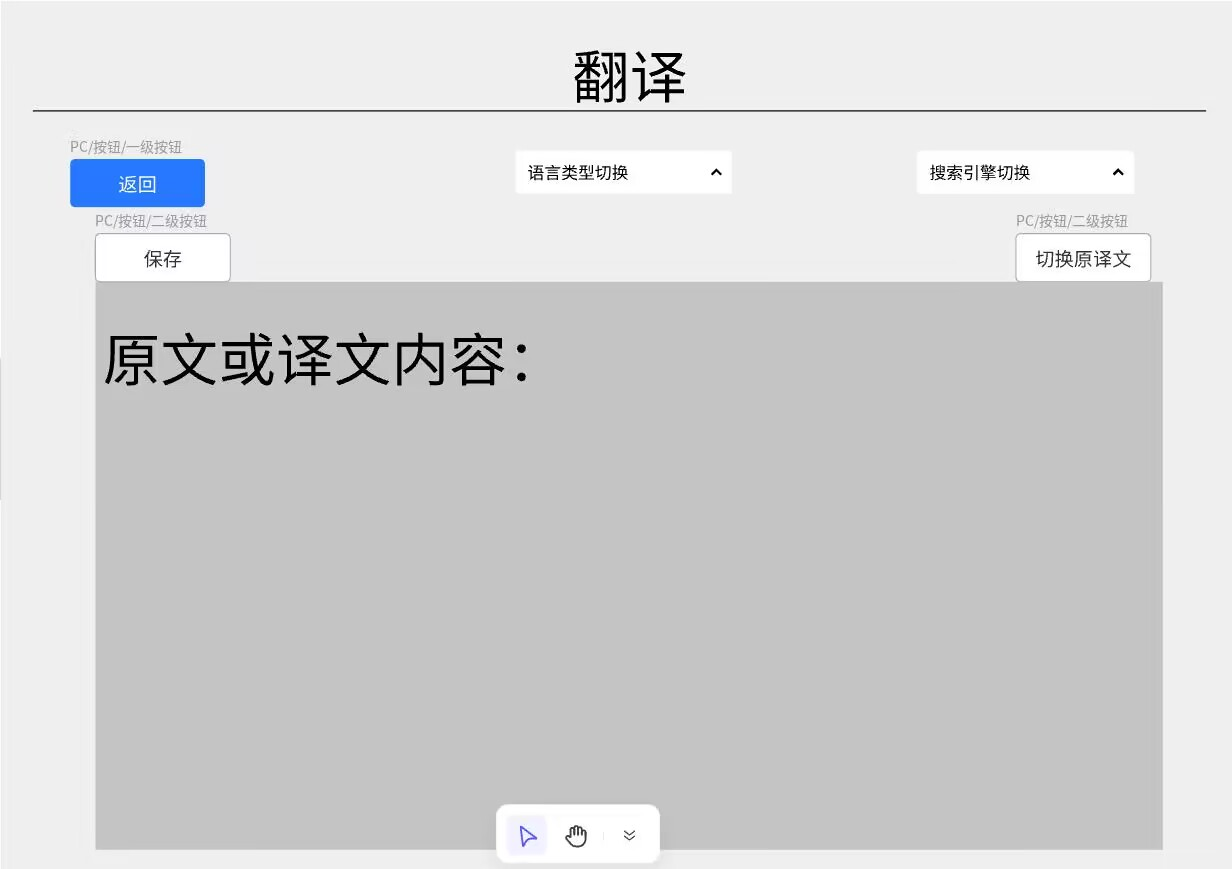 翻译
PC/按钮/一级按钮
返回
语言类型切换
搜索引擎切换
PC/按钮/二级按钮
PC/按钮/二级按钮
保存
切换原译文
原文或译文内容：